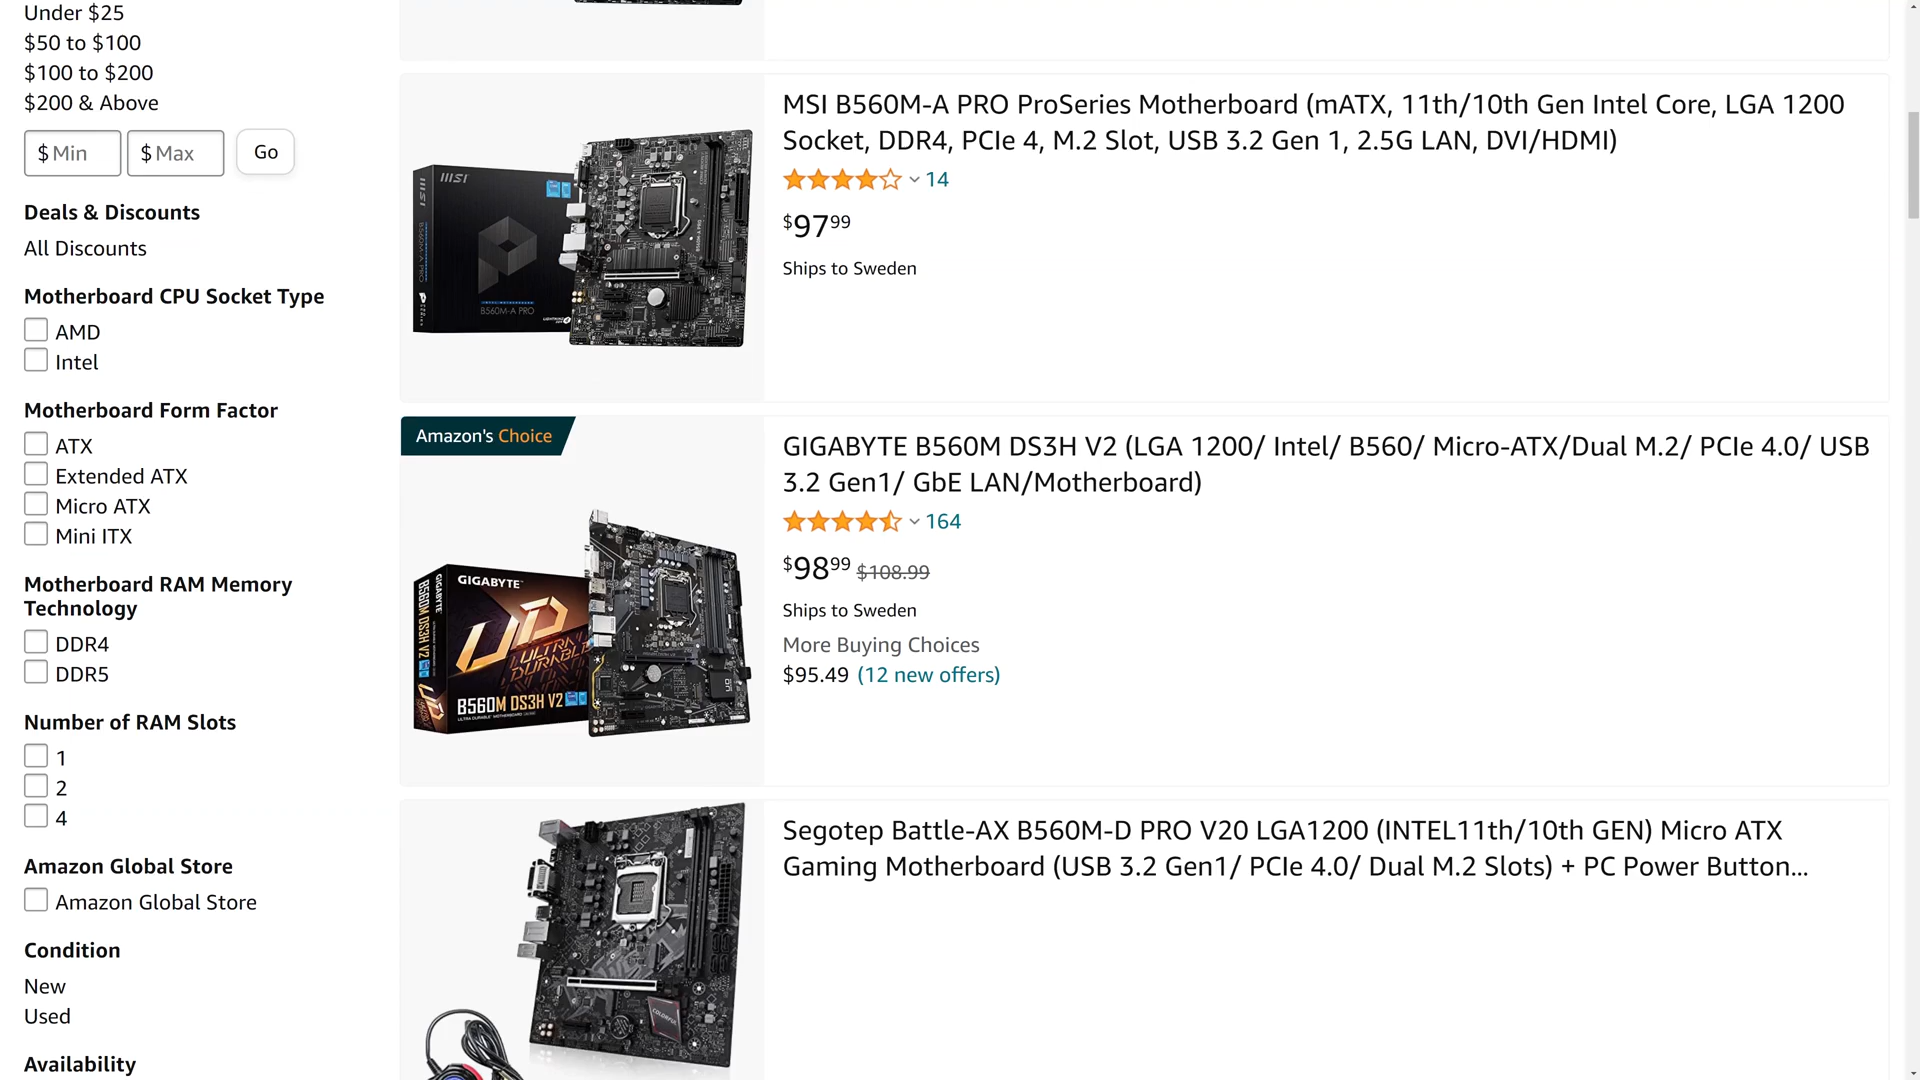 Under $25
$50 to $100
$100 to $200
$200 & Above
$ Min
$ Max
Go
Deals & Discounts
All Discounts
Motherboard CPU Socket Type
AMD
Intel
Motherboard Form Factor
ATX
Extended ATX
Micro ATX
Mini ITX
Motherboard RAM Memory
Technology
DDR4
DDR5
Number of RAM Slots
1
2
4
Amazon Global Store
Amazon Global Store
Condition
New
Used
Availability
msi
B560M-A PRO
MSI B560M-A PRO ProSeries Motherboard (mATX, 11th/10th Gen Intel Core, LGA 1200
Socket, DDR4, PCIe 4, M.2 Slot, USB 3.2 Gen 1, 2.5G LAN, DVI/HDMI)
14
$97.99
Ships to Sweden
Amazon's Choice
GIGABYTE
ULTRA
DURABLE
B560M DS3H V2
GIGABYTE
B560M DS3H V2
GIGABYTE B560M DS3H V2 (LGA 1200/ Intel/ B560/ Micro-ATX/Dual M.2/ PCIe 4.0/ USB
3.2 Gen1/ GbE LAN/Motherboard)
164
$98.99 $108.99
Ships to Sweden
More Buying Choices
$95.49 (12 new offers)
COLORFUL
Segotep Battle-AX B560M-D PRO V20 LGA1200 (INTEL11th/10th GEN) Micro ATX
Gaming Motherboard (USB 3.2 Gen1/ PCIe 4.0/ Dual M.2 Slots) + PC Power Button...